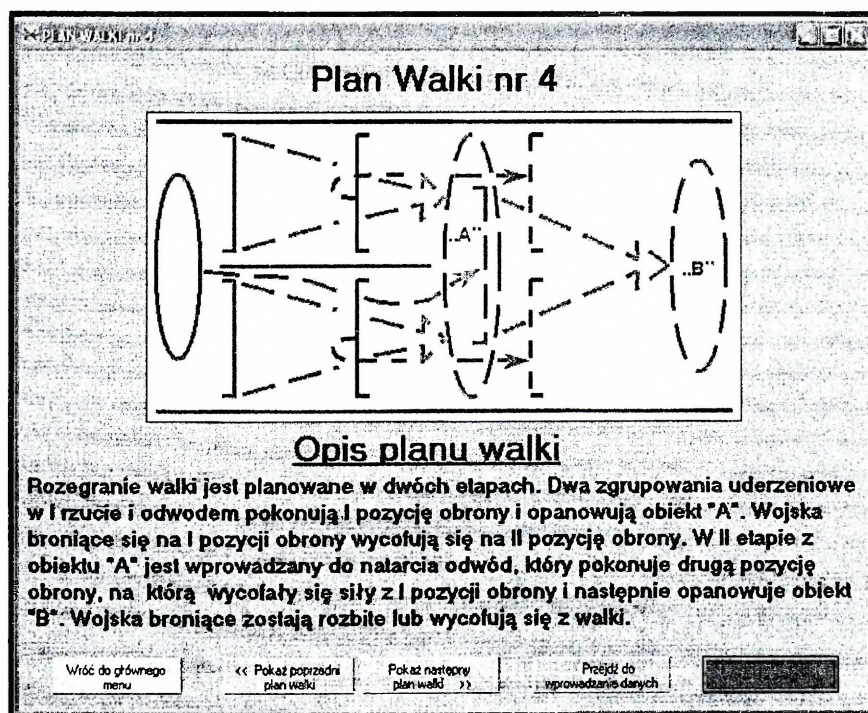 PLAN WALKI nr 4
Plan Walki nr 4
„A"
„B"
Opis planu walki
Rozegranie walki jest planowane w dwóch etapach. Dwa zgrupowania uderzeniowe
w I rzucie i odwodem pokonują I pozycję obrony i opanowują obiekt "A". Wojska
broniące się na I pozycji obrony wycofują się na II pozycję obrony. W II etapie z
obiektu "A" jest wprowadzany do natarcia odwód, który pokonuje drugą pozycję
obrony, na którą wycofały się siły z I pozycji obrony i następnie opanowuje obiekt
"B". Wojska broniące zostają rozbite lub wycofują się z walki.
Wróć do głównego
menu
<< Pokaż poprzedni
plan walki
Pokaż następny
plan walki >>
Przejdź do
wprowadzania danych